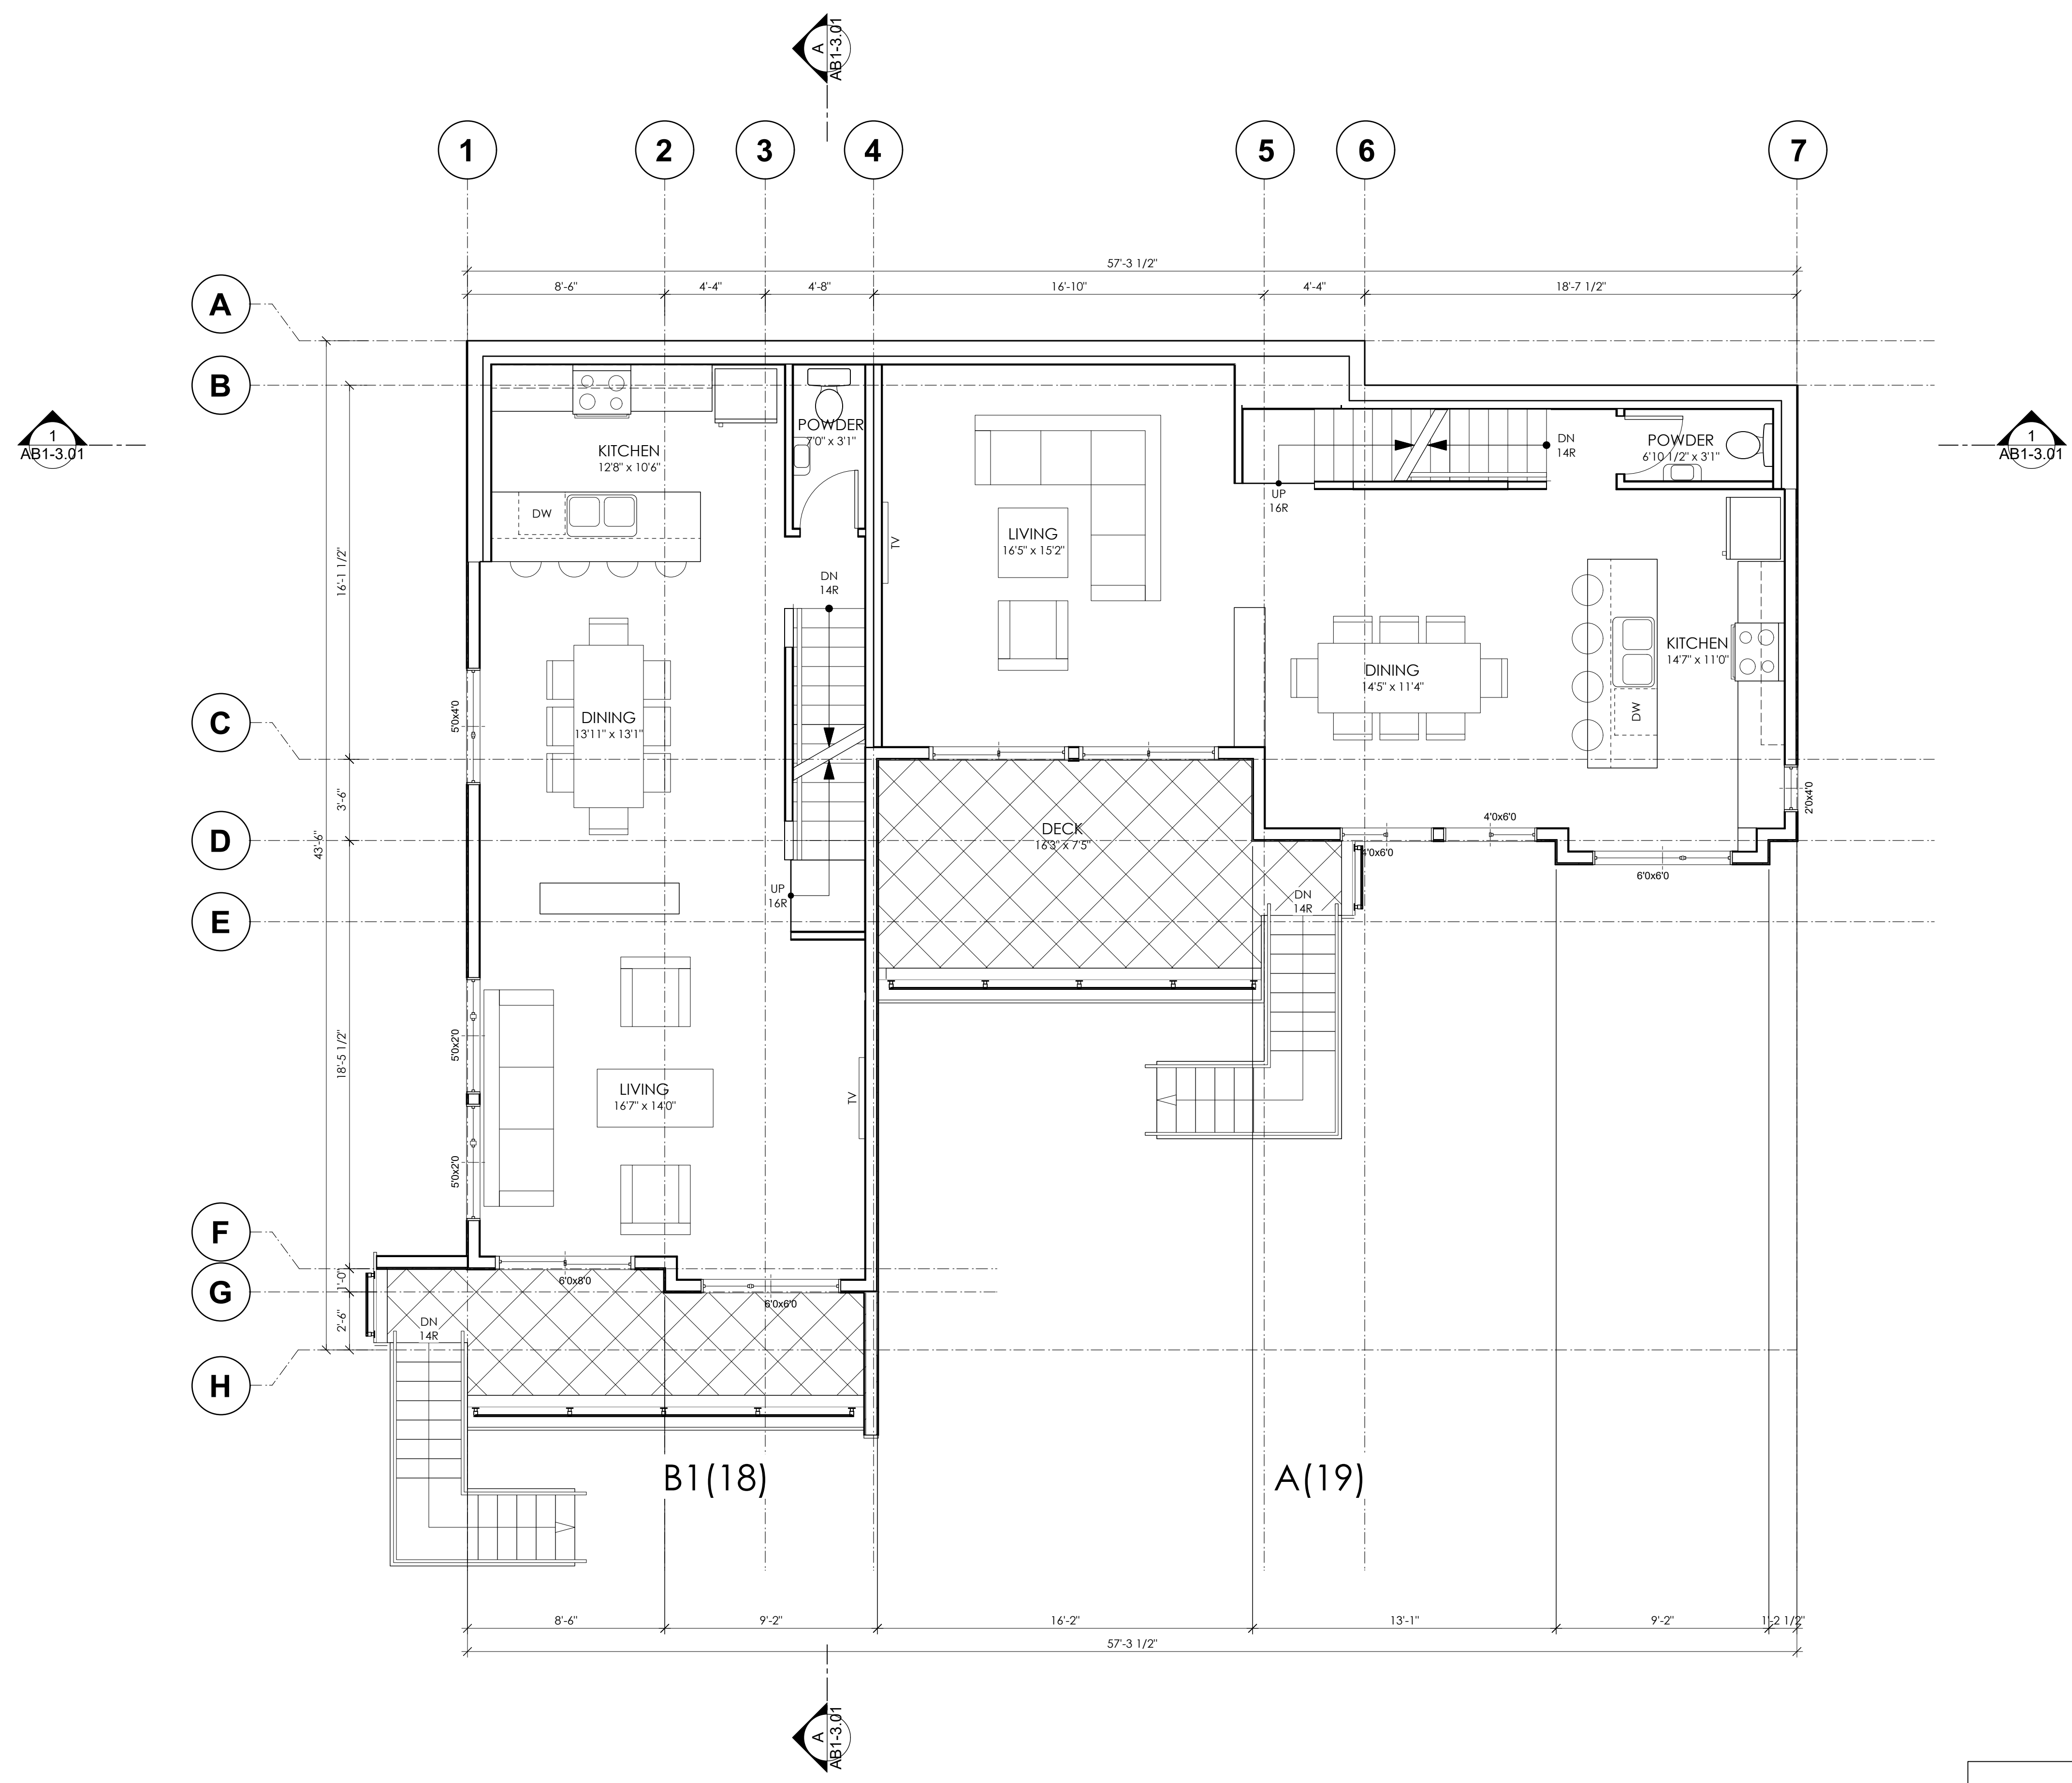 A
AB1-3.01
1
2
3
4
5
6
7
57'-3 1/2"
8'-6"
4'-4"
4'-8"
16'-10"
4'-4"
18'-7 1/2"
A
B
C
D
E
F
G
H
1
AB1-3.01
1
AB1-3.01
43'-6"
16'-1 1/2"
3'-6"
18'-5 1/2"
1'-0"
2'-6"
KITCHEN
12'8" x 10'6"
POWDER
7'0" x 3'1"
DW
DN
14R
TV
LIVING
16'5" x 15'2"
UP
16R
DN
14R
POWDER
6'10 1/2" x 3'1"
KITCHEN
14'7" x 11'0"
DW
DINING
14'5" x 11'4"
5'0x4'0
DINING
13'11" x 13'1"
UP
16R
DECK
16'3" x 7'5"
4'0x6'0
4'0x6'0
6'0x6'0
2'0x4'0
DN
14R
5'0x2'0
5'0x2'0
LIVING
16'7" x 14'0"
TV
6'0x8'0
6'0x6'0
DN
14R
B1(18)
A(19)
8'-6"
9'-2"
16'-2"
13'-1"
9'-2"
1'-2 1/2"
57'-3 1/2"
A
AB1-3.01